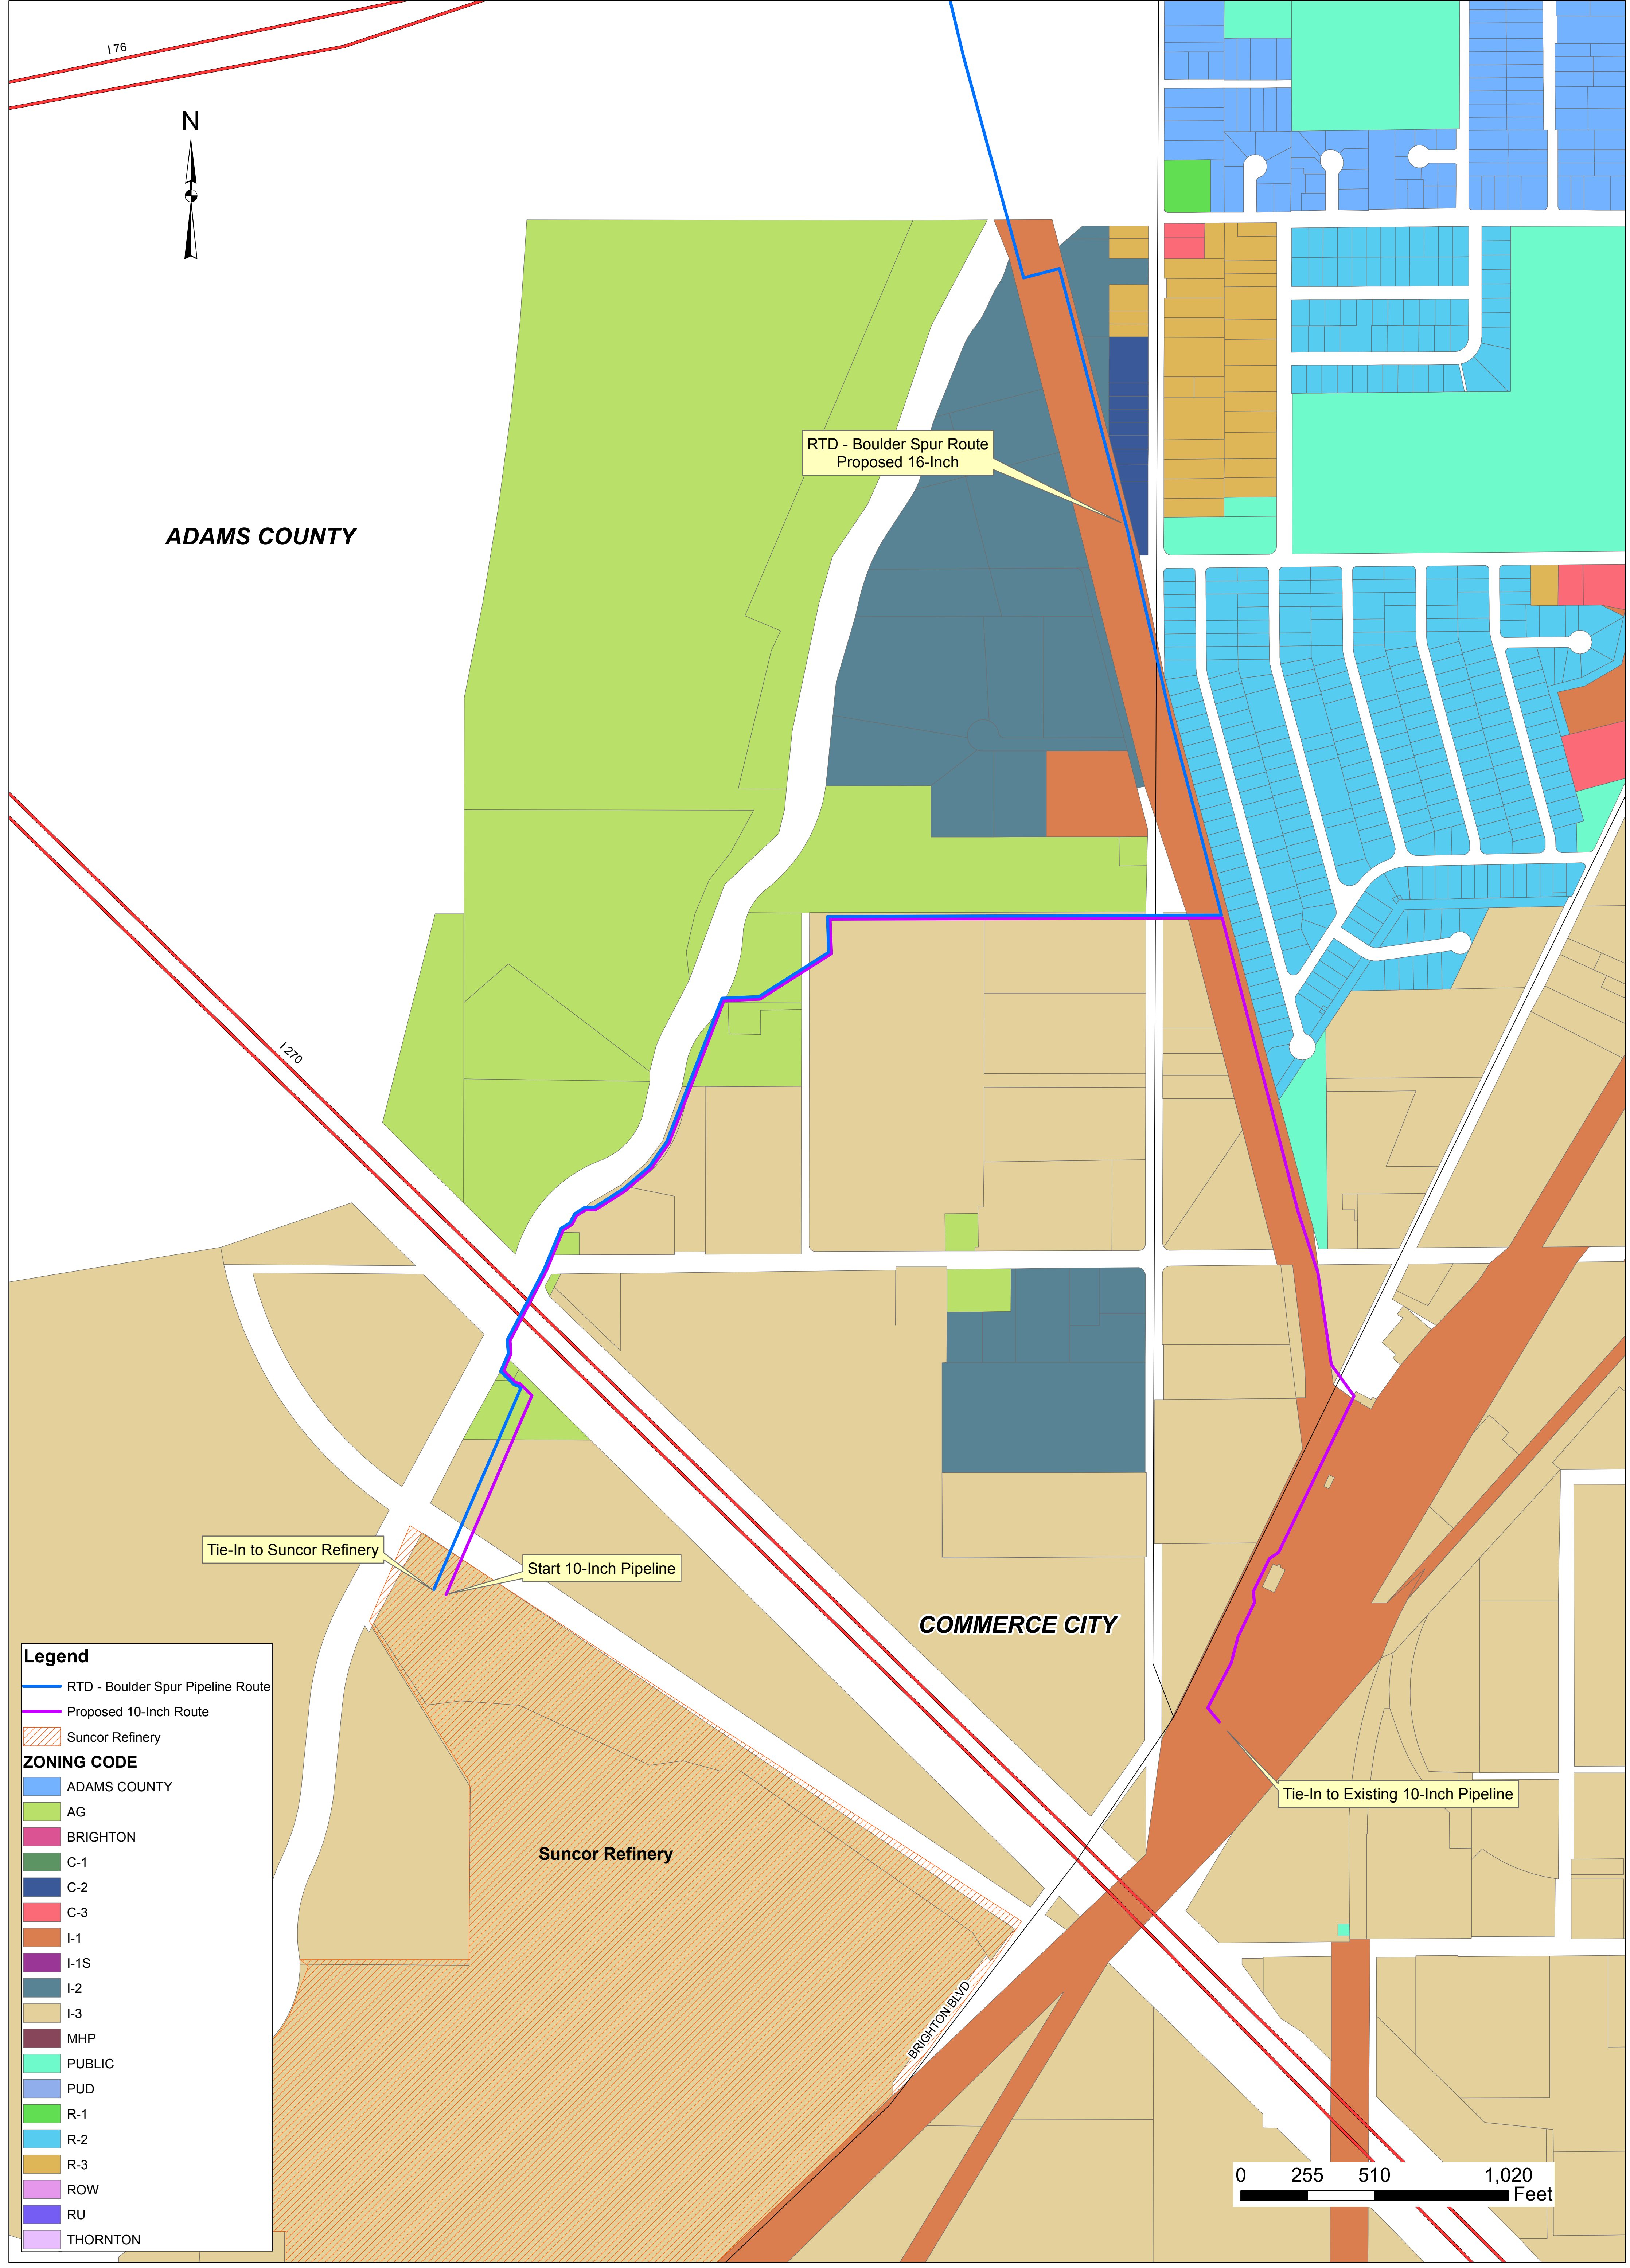 I 76
N
RTD - Boulder Spur Route
Proposed 16-Inch
ADAMS COUNTY
I 270
Tie-In to Suncor Refinery
Start 10-Inch Pipeline
COMMERCE CITY
Tie-In to Existing 10-Inch Pipeline
Suncor Refinery
BRIGHTON BLVD
Legend
RTD - Boulder Spur Pipeline Route
Proposed 10-Inch Route
Suncor Refinery
ZONING CODE
ADAMS COUNTY
AG
BRIGHTON
C-1
C-2
C-3
I-1
I-1S
I-2
I-3
MHP
PUBLIC
PUD
R-1
R-2
R-3
ROW
RU
THORNTON
0 255 510 1,020
Feet